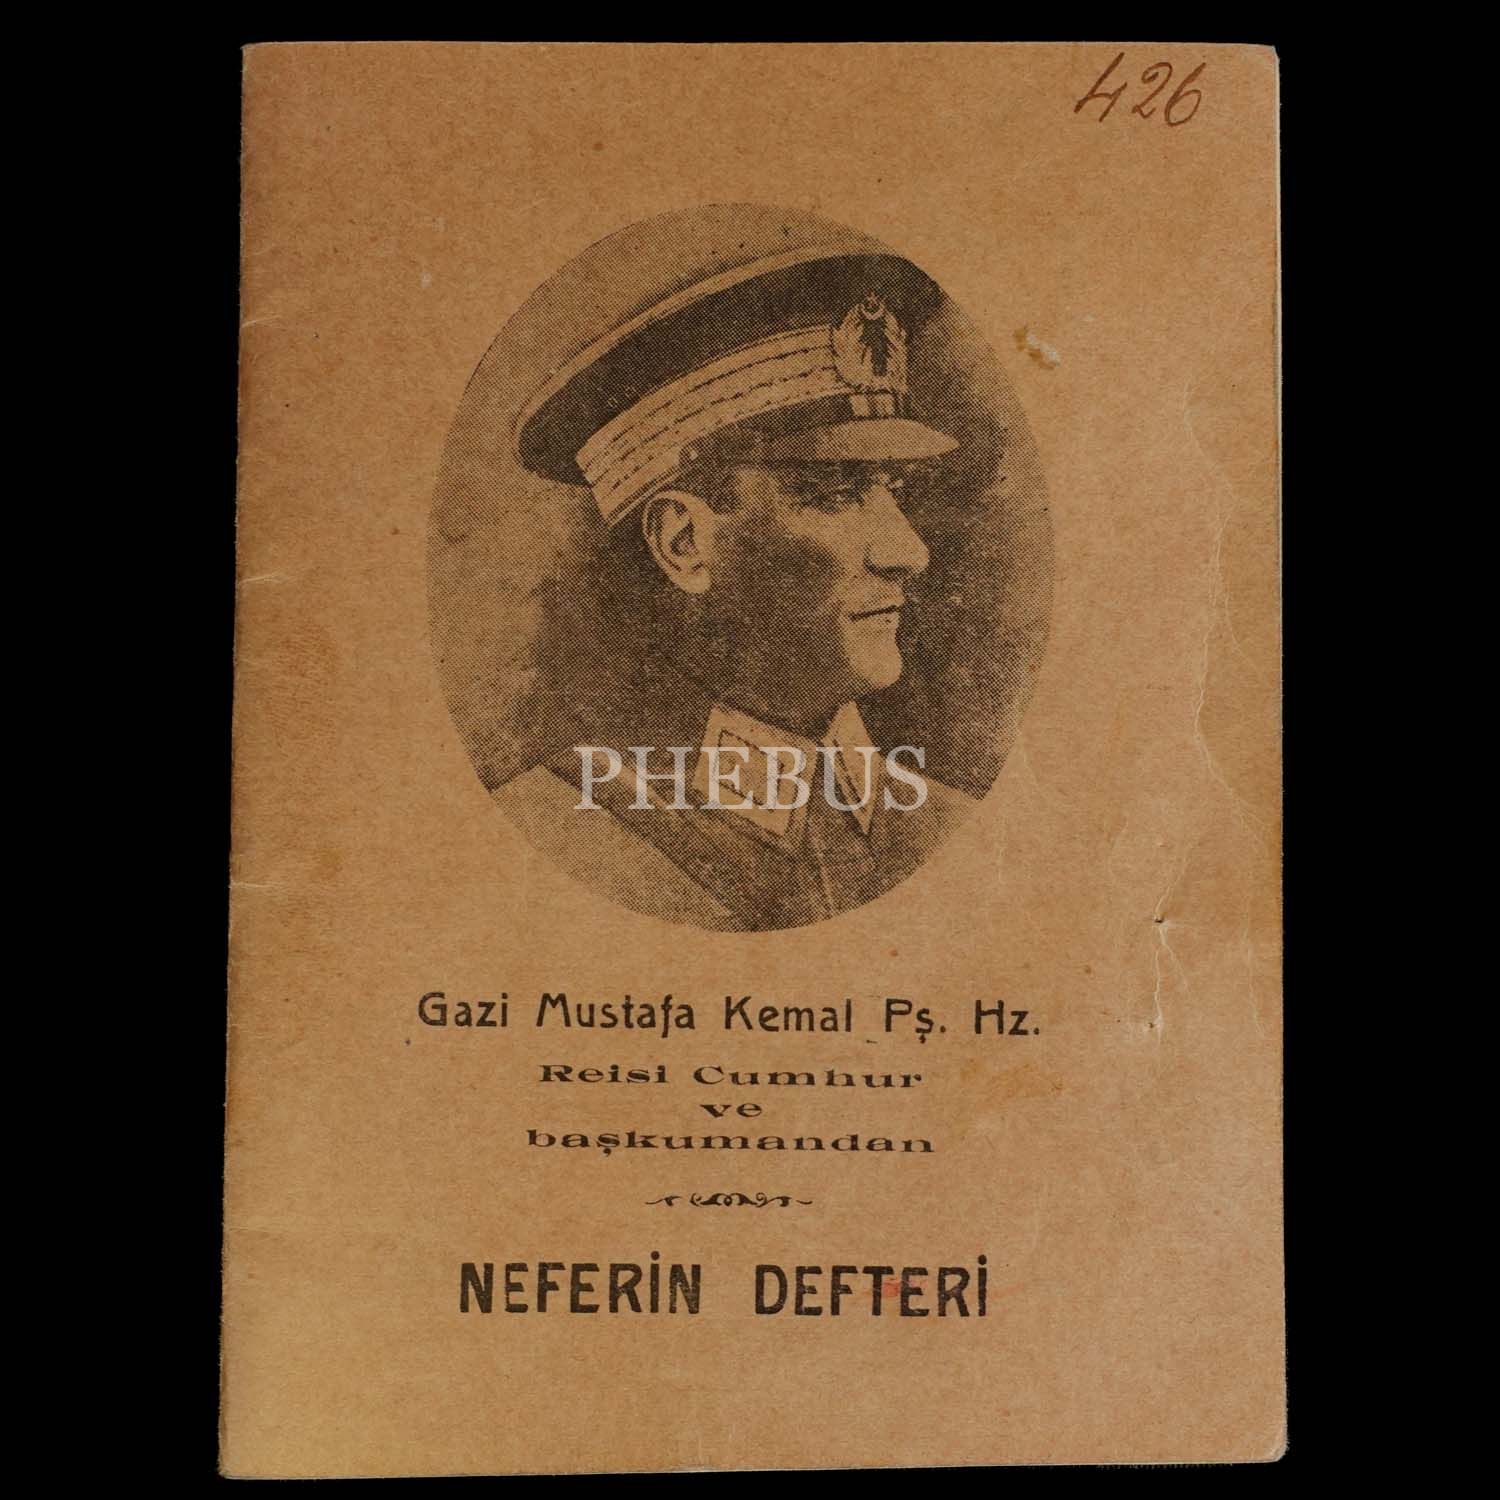 426
PHEBUS
Gazi Mustafa Kemal Pş. Hz.
Reisi Cumhur
ve
başkumandan
NEFERİN DEFTERİ